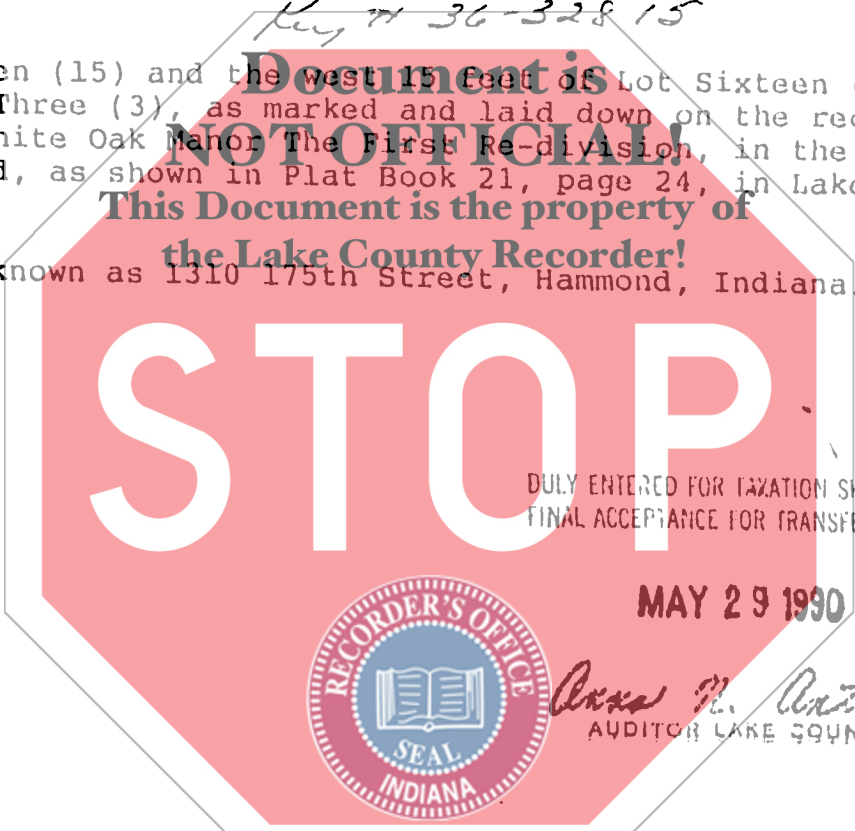 Key # 36-328-15
en (15) and the west 15 feet of Lot Sixteen (
Three (3), as marked and laid down on the rec
hite Oak Manor The First Re-division, in the
d, as shown in Plat Book 21, page 24, in Lake
known as 1310 175th Street, Hammond, Indiana.
Document is
NOT OFFICIAL!
This Document is the property of
the Lake County Recorder!
STOP
DULY ENTERED FOR TAXATION S
FINAL ACCEPTANCE FOR TRANSFE
MAY 29 1990
Anna N.
AUDITOR LAKE COUN
RECORDER'S OFFICE
SEAL
INDIANA